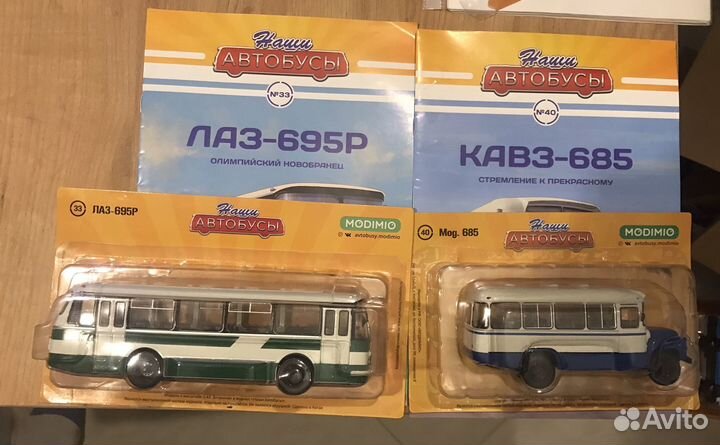 Наши
АВТОБУСЫ
№33
ЛАЗ-695Р
ОЛИМПИЙСКИЙ НОВОБРАНЕЦ
Наши
АВТОБУСЫ
№40
КАВЗ-685
СТРЕМЛЕНИЕ К ПРЕКРАСНОМУ
33 ЛАЗ-695Р
Наши
АВТОБУСЫ
MODIMIO
avtobusy.modimio
40 Мод. 685
Наши
АВТОБУСЫ
MODIMIO
avtobusy.modimio
Avito